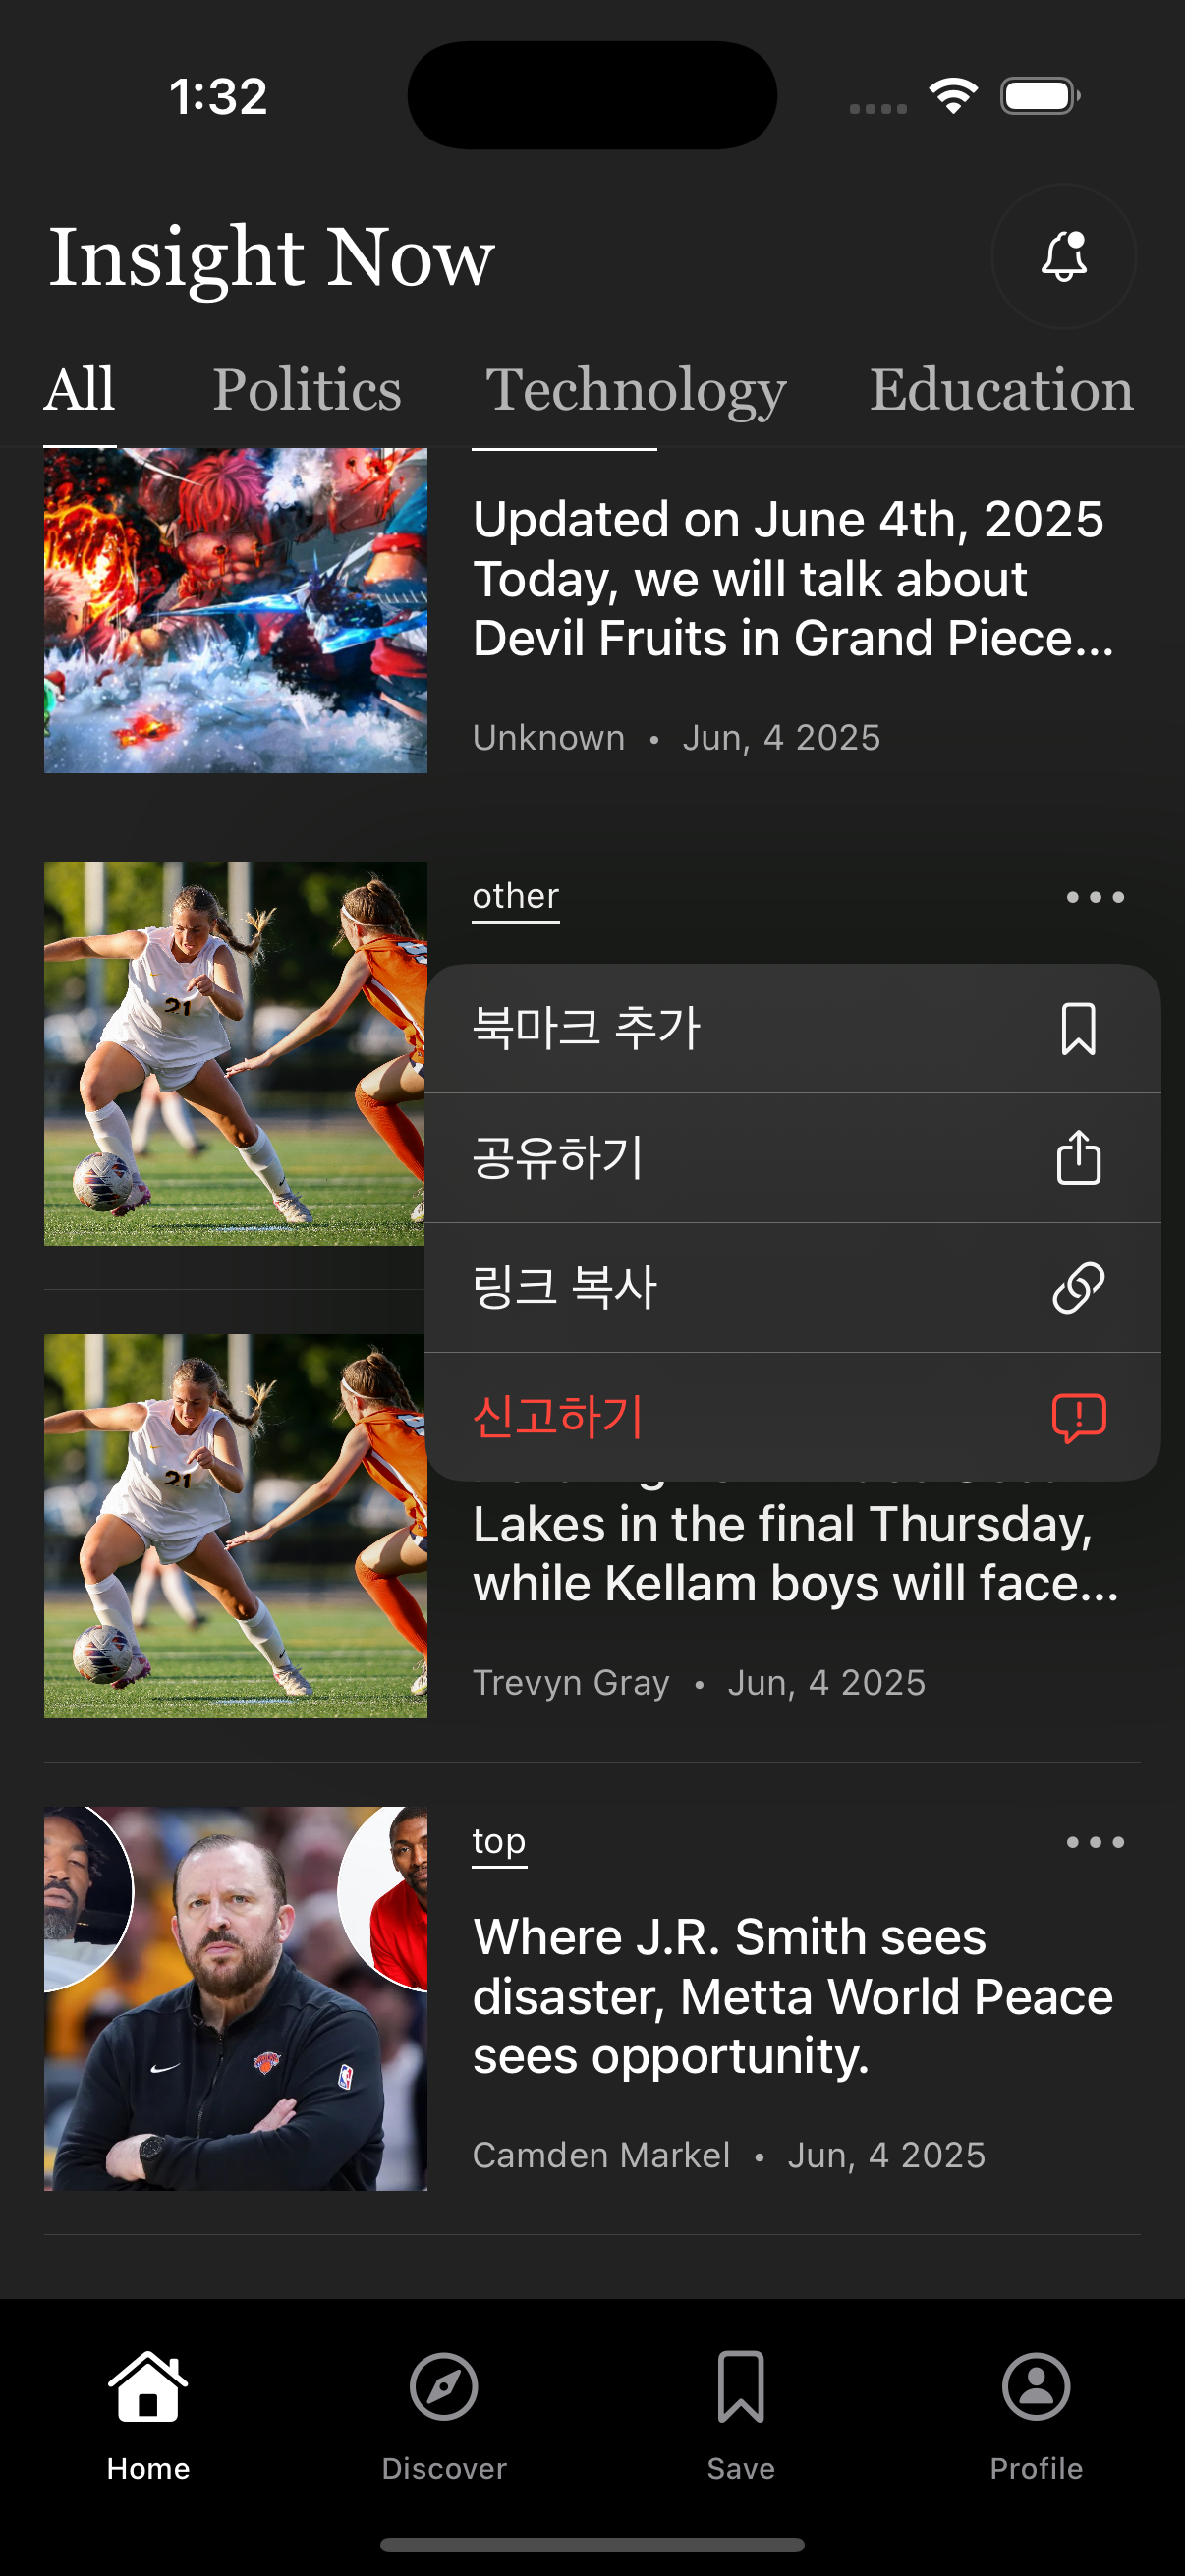 1:32
Insight Now
All Politics Technology Education
Updated on June 4th, 2025
Today, we will talk about
Devil Fruits in Grand Piece...
Unknown • Jun, 4 2025
other
21
북마크 추가
공유하기
링크 복사
신고하기
21
Lakes in the final Thursday,
while Kellam boys will face...
Trevyn Gray • Jun, 4 2025
top
Where J.R. Smith sees
disaster, Metta World Peace
sees opportunity.
Camden Markel • Jun, 4 2025
Home Discover Save Profile